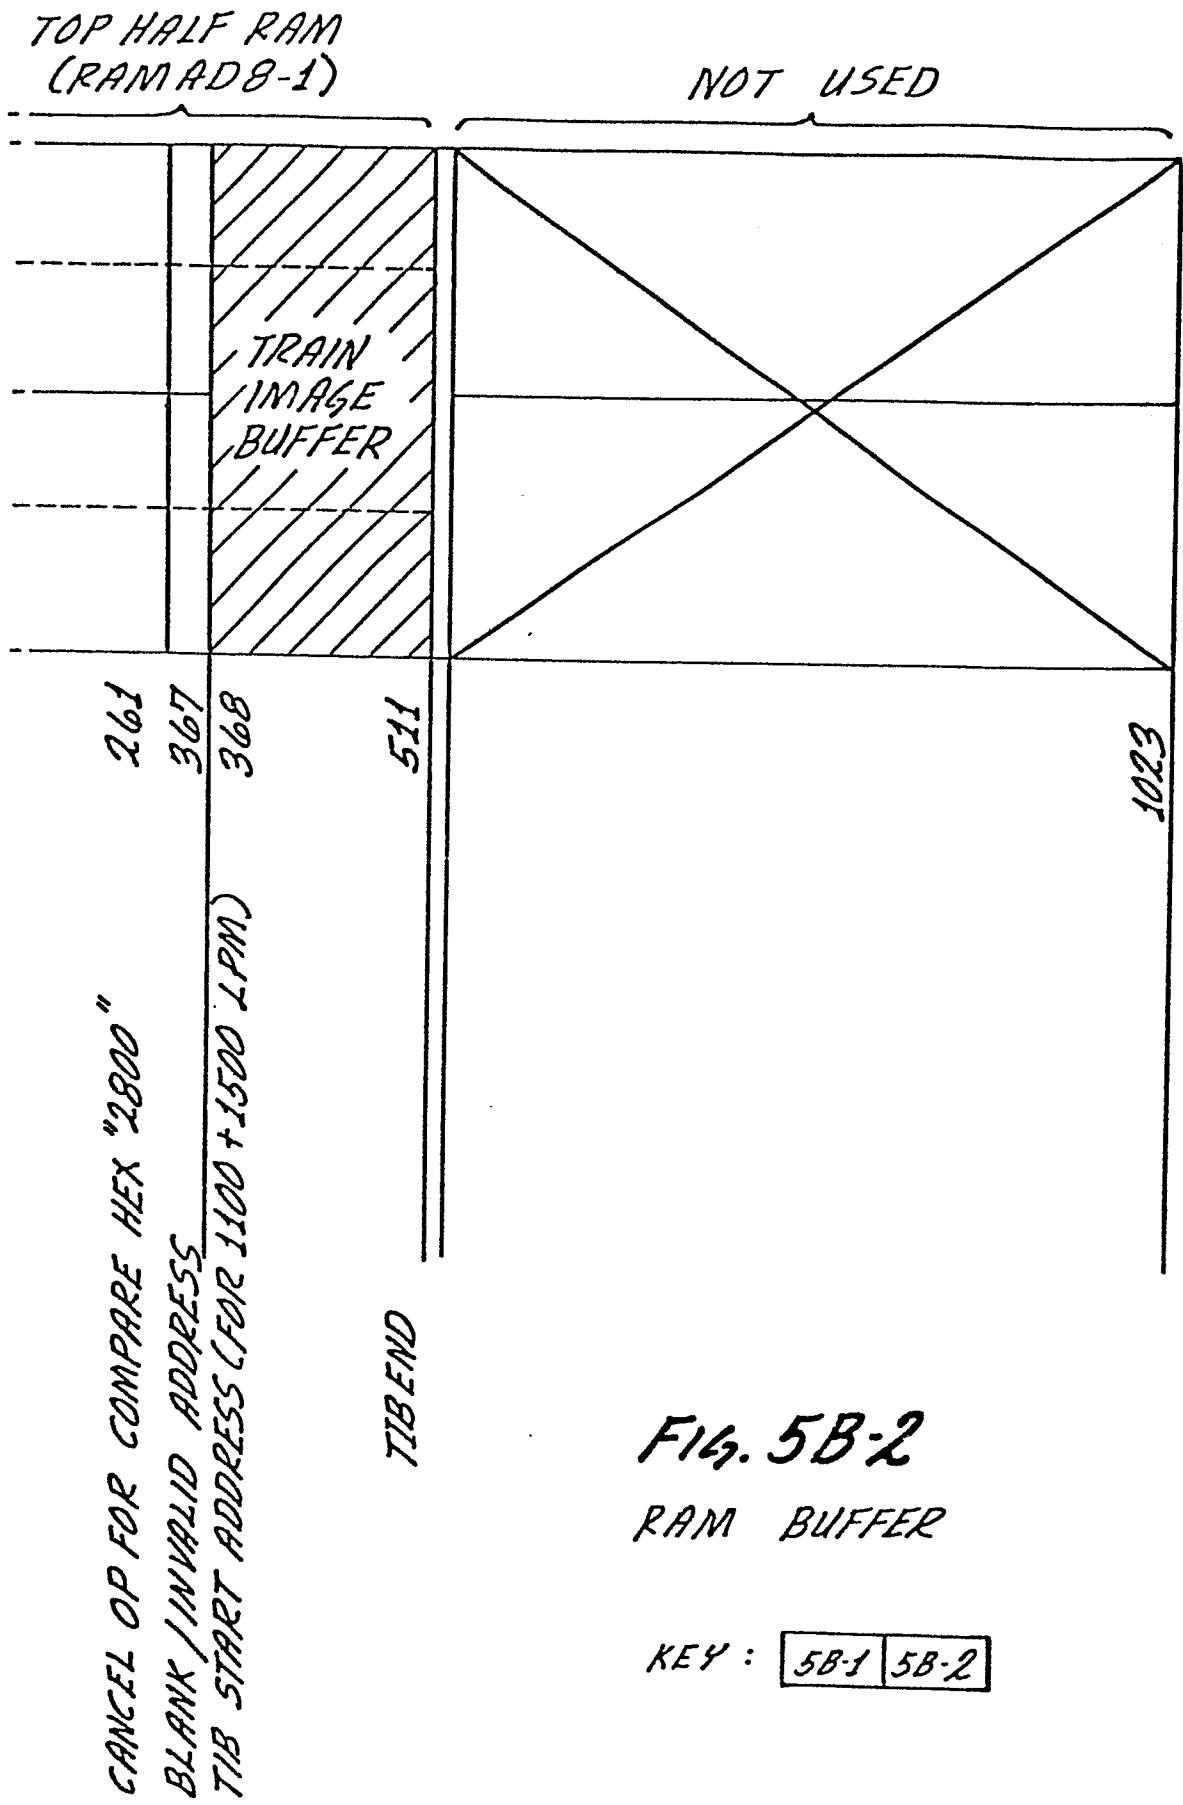 TOP HALF RAM
(RAMAD8-1)
NOT USED
TRAIN
IMAGE
BUFFER
261
367
368
511
1023
CANCEL OP FOR COMPARE HEX "2800"
BLANK / INVALID ADDRESS
TIB START ADDRESS (FOR 1100 + 1500 LPM)
TIBEND
FIG. 5B-2
RAM BUFFER
KEY : 5B-1 5B-2